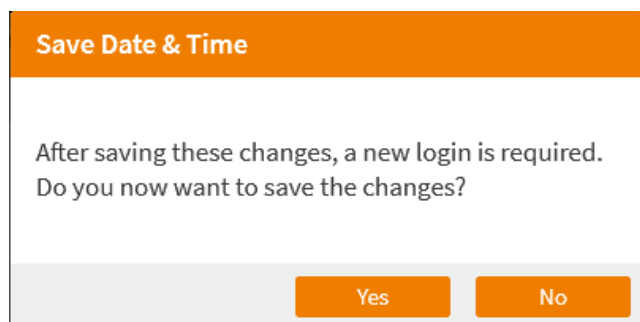 Save Date & Time
After saving these changes, a new login is required.
Do you now want to save the changes?
Yes
No